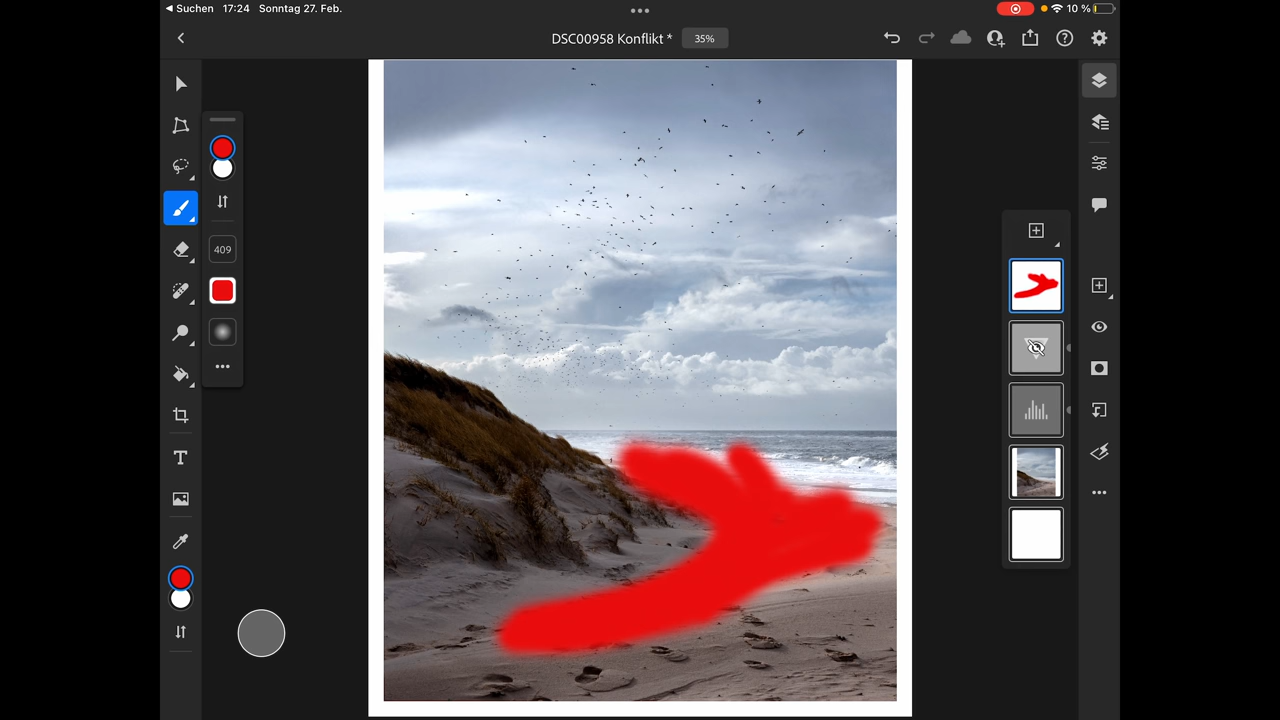 Suchen 17:24 Sonntag 27. Feb.
10 %
DSC00958 Konflikt *
35%
409
T